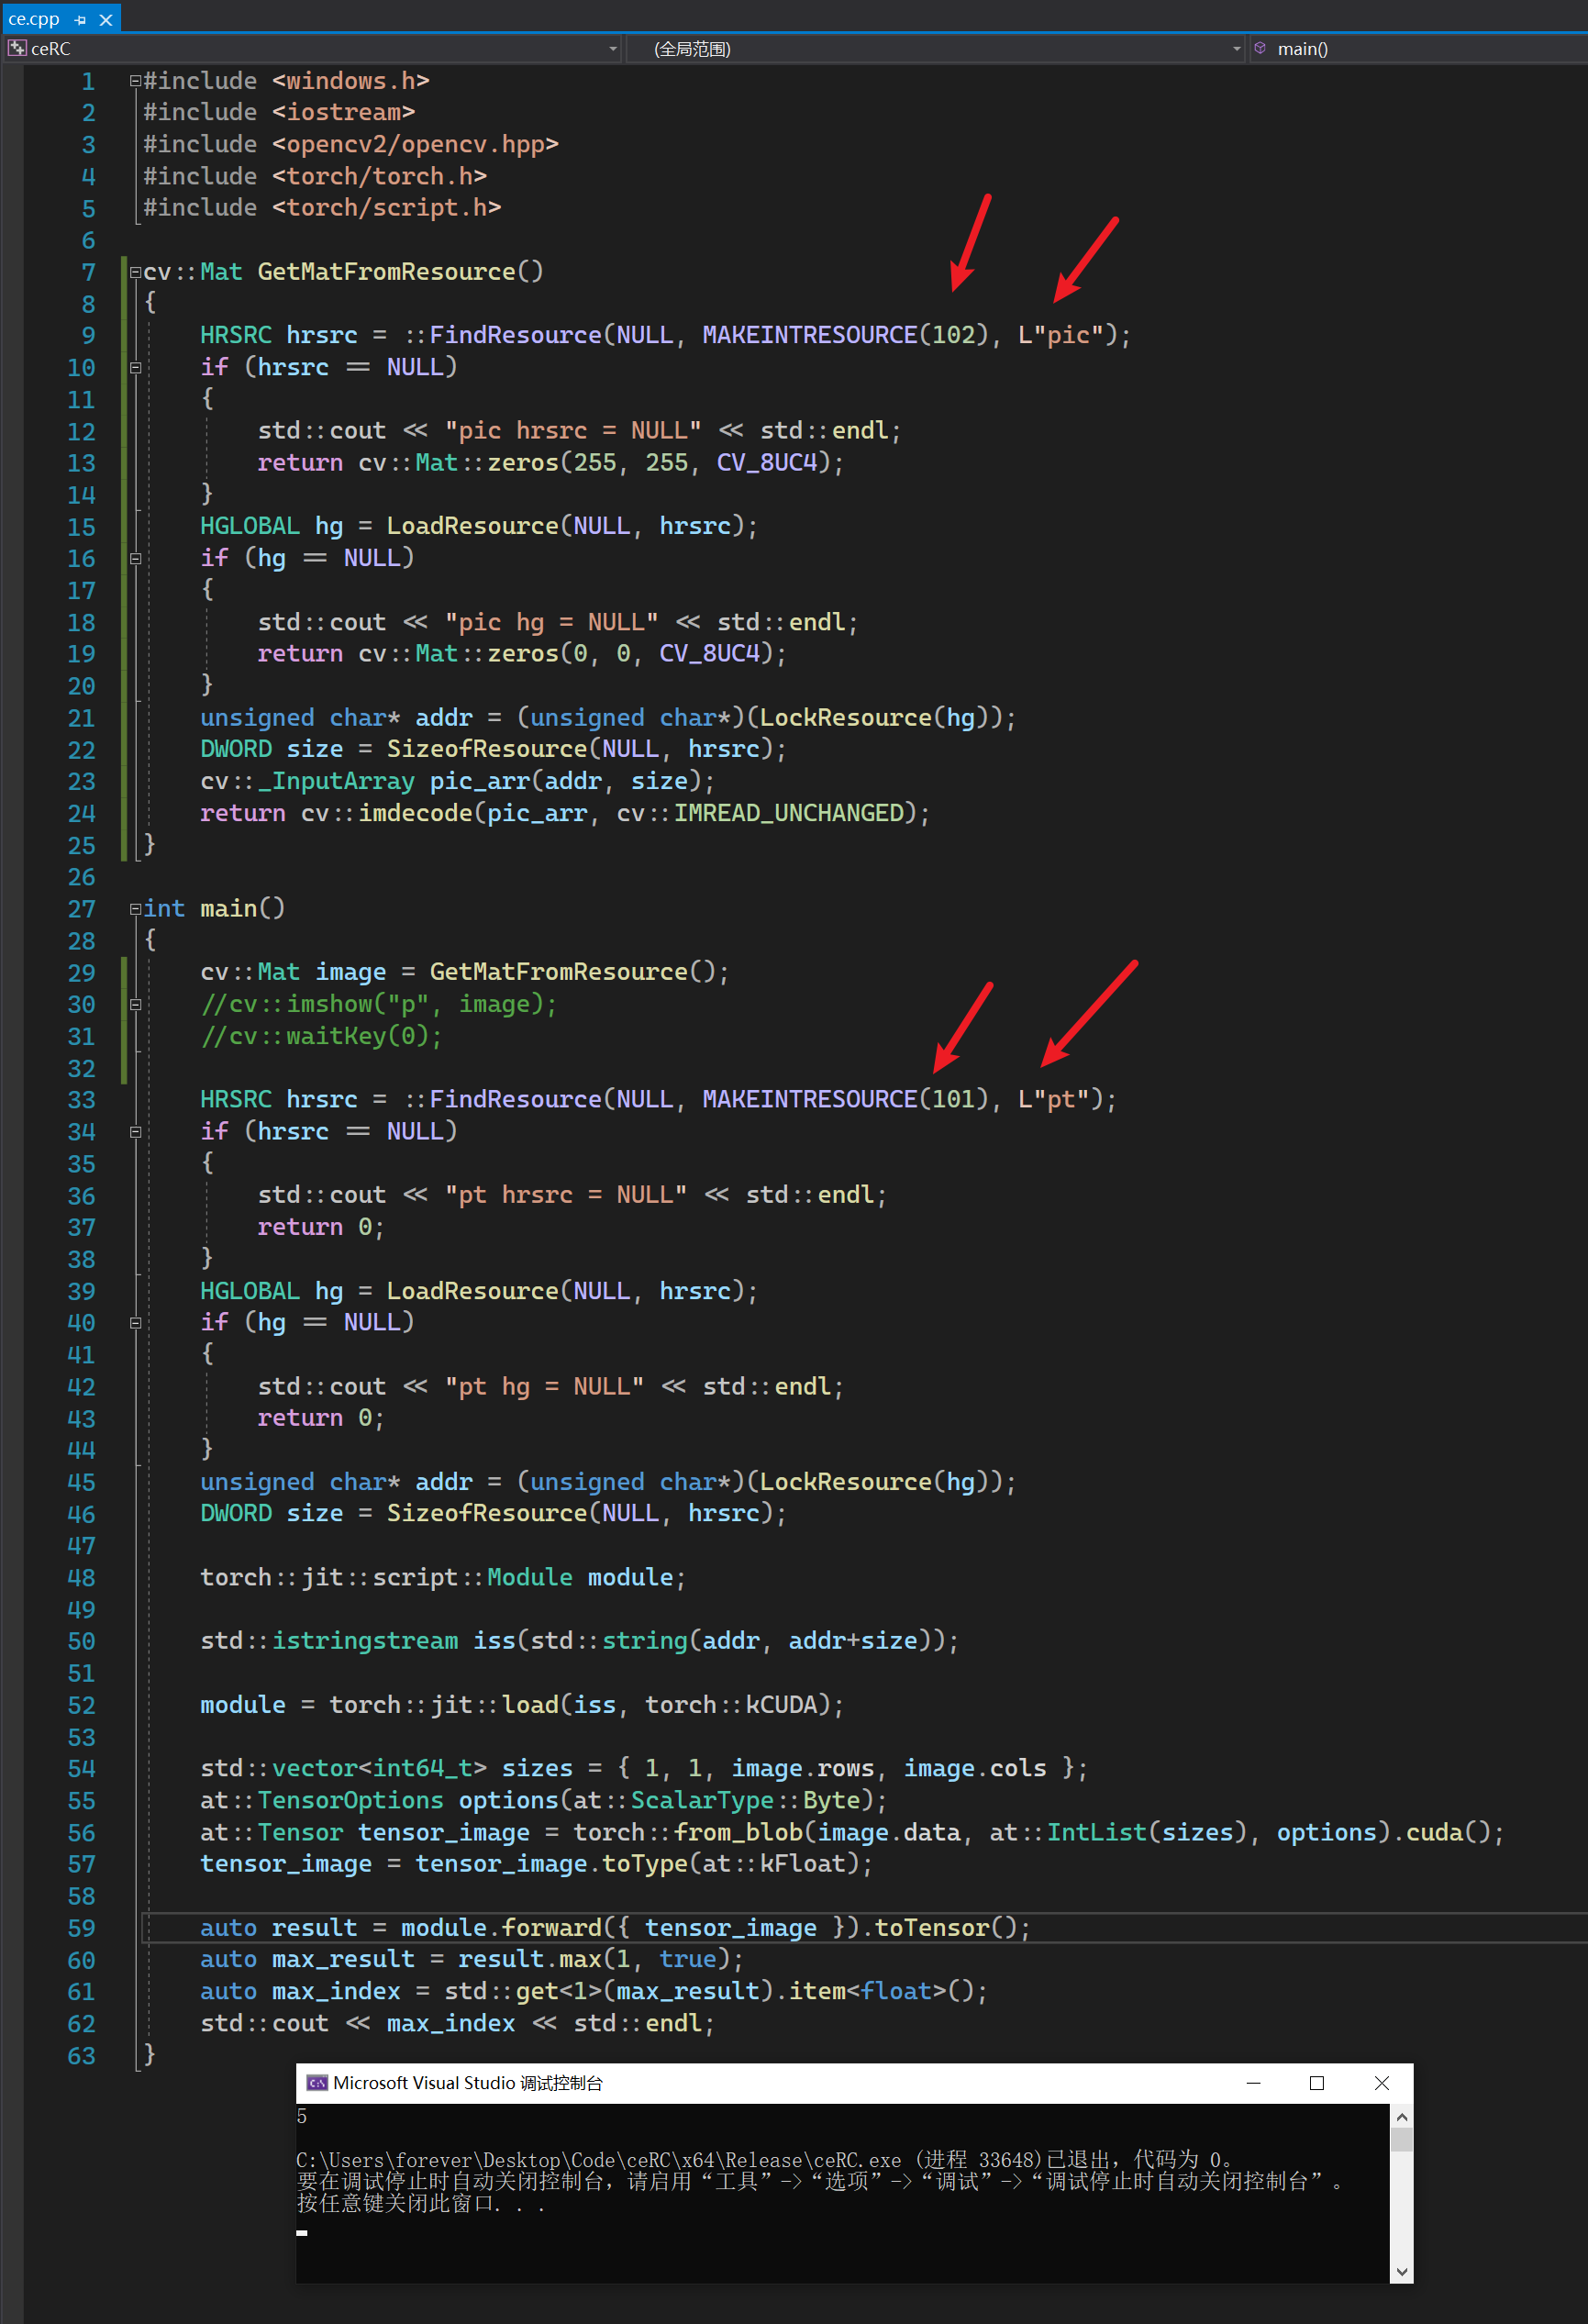 ce.cpp
ceRC (全局范围) main()
1 #include <windows.h>
2 #include <iostream>
3 #include <opencv2/opencv.hpp>
4 #include <torch/torch.h>
5 #include <torch/script.h>
6
7 cv::Mat GetMatFromResource()
8 {
9 HRSRC hrsrc = ::FindResource(NULL, MAKEINTRESOURCE(102), L"pic");
10 if (hrsrc == NULL)
11 {
12 std::cout << "pic hrsrc = NULL" << std::endl;
13 return cv::Mat::zeros(255, 255, CV_8UC4);
14 }
15 HGLOBAL hg = LoadResource(NULL, hrsrc);
16 if (hg == NULL)
17 {
18 std::cout << "pic hg = NULL" << std::endl;
19 return cv::Mat::zeros(0, 0, CV_8UC4);
20 }
21 unsigned char* addr = (unsigned char*)(LockResource(hg));
22 DWORD size = SizeofResource(NULL, hrsrc);
23 cv::_InputArray pic_arr(addr, size);
24 return cv::imdecode(pic_arr, cv::IMREAD_UNCHANGED);
25 }
26
27 int main()
28 {
29 cv::Mat image = GetMatFromResource();
30 //cv::imshow("p", image);
31 //cv::waitKey(0);
32
33 HRSRC hrsrc = ::FindResource(NULL, MAKEINTRESOURCE(101), L"pt");
34 if (hrsrc == NULL)
35 {
36 std::cout << "pt hrsrc = NULL" << std::endl;
37 return 0;
38 }
39 HGLOBAL hg = LoadResource(NULL, hrsrc);
40 if (hg == NULL)
41 {
42 std::cout << "pt hg = NULL" << std::endl;
43 return 0;
44 }
45 unsigned char* addr = (unsigned char*)(LockResource(hg));
46 DWORD size = SizeofResource(NULL, hrsrc);
47
48 torch::jit::script::Module module;
49
50 std::istringstream iss(std::string(addr, addr+size));
51
52 module = torch::jit::load(iss, torch::kCUDA);
53
54 std::vector<int64_t> sizes = { 1, 1, image.rows, image.cols };
55 at::TensorOptions options(at::ScalarType::Byte);
56 at::Tensor tensor_image = torch::from_blob(image.data, at::IntList(sizes), options).cuda();
57 tensor_image = tensor_image.toType(at::kFloat);
58
59 auto result = module.forward({ tensor_image }).toTensor();
60 auto max_result = result.max(1, true);
61 auto max_index = std::get<1>(max_result).item<float>();
62 std::cout << max_index << std::endl;
63 }
Microsoft Visual Studio 调试控制台
5
C:\Users\forever\Desktop\Code\ceRC\x64\Release\ceRC.exe (进程 33648)已退出，代码为 0。
要在调试停止时自动关闭控制台，请启用“工具”->“选项”->“调试”->“调试停止时自动关闭控制台”。
按任意键关闭此窗口. . .